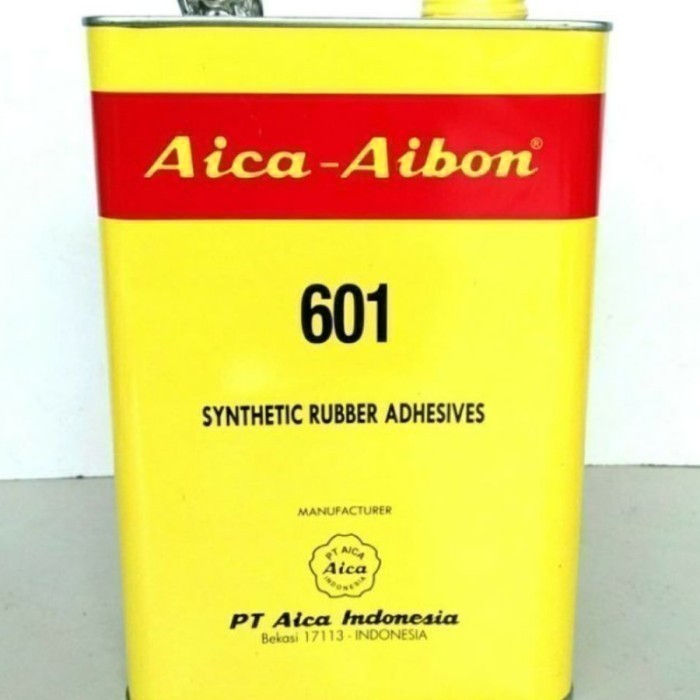 Aica-Aibon®
601
SYNTHETIC RUBBER ADHESIVES
MANUFACTURER
PT AICA
Aica
INDONESIA
PT Aica Indonesia
Bekasi 17113 - INDONESIA